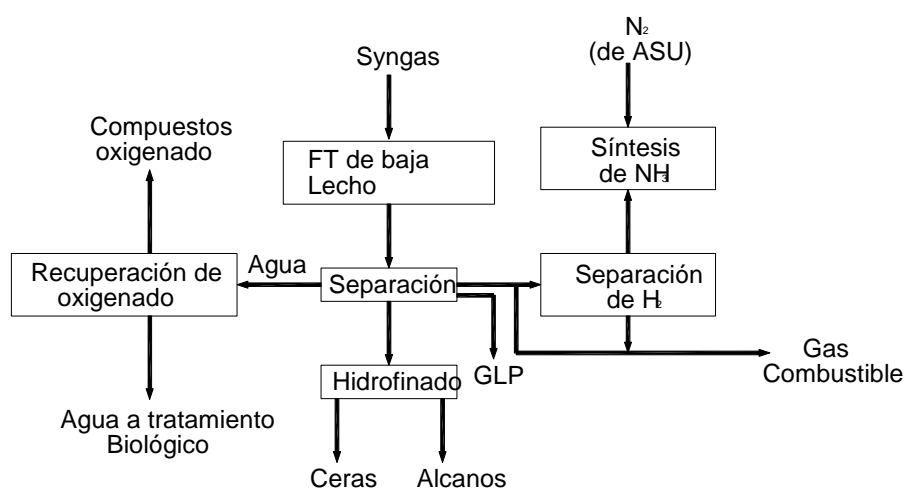 N₂
(de ASU)
Syngas
Compuestos
oxigenado
FT de baja
Lecho
Síntesis
de NH₃
Recuperación de
oxigenado
Agua
Separación
Separación
de H₂
Hidrofinado
GLP
Gas
Combustible
Agua a tratamiento
Biológico
Ceras
Alcanos